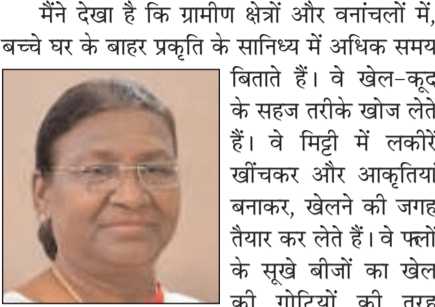 मैंने देखा है कि ग्रामीण क्षेत्रों और वनांचलों में,
बच्चे घर के बाहर प्रकृति के सानिध्य में अधिक समय
बिताते हैं। वे खेल-कूद
के सहज तरीके खोज लेते
हैं। वे मिट्टी में लकीरें
खींचकर और आकृतियां
बनाकर, खेलने की जगह
तैयार कर लेते हैं। वे फलों
के सूखे बीजों का खेल
की गोटियों की तरह